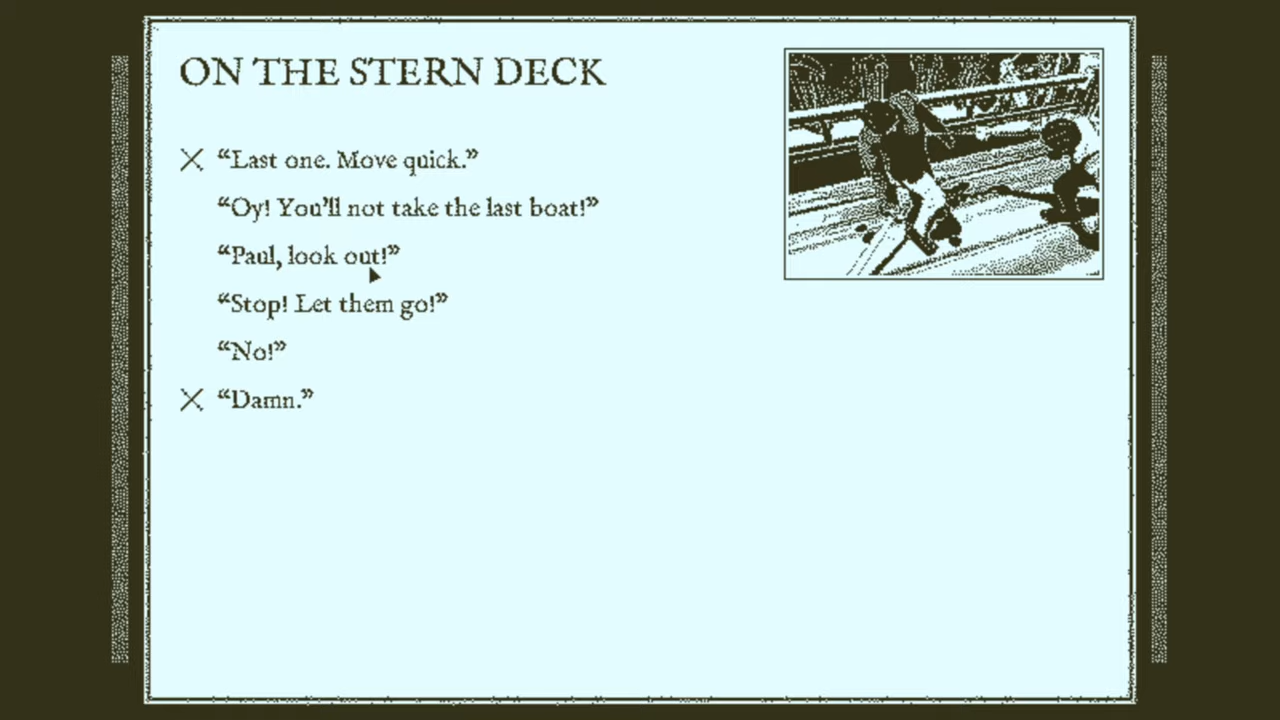 ON THE STERN DECK
“Last one. Move quick.”
“Oy! You’ll not take the last boat!”
“Paul, look out!”
“Stop! Let them go!”
“No!”
“Damn.”